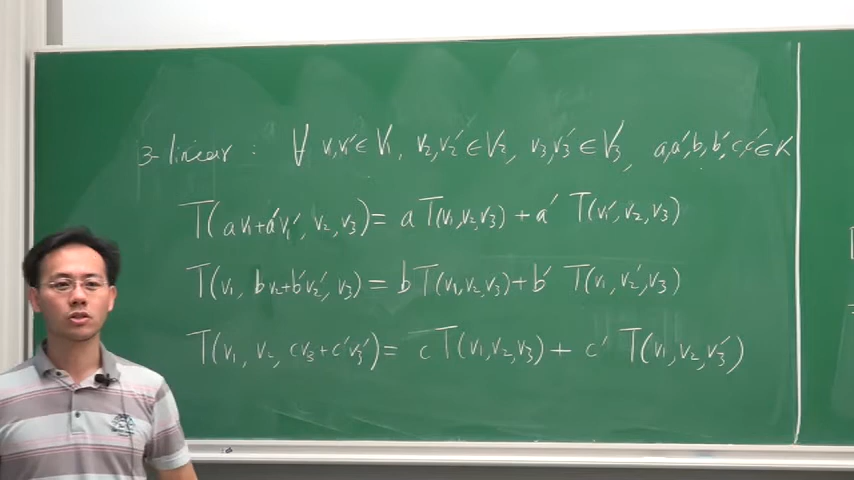 3-linear : ∀ v₁,v₁′∈V₁, v₂,v₂′∈V₂, v₃,v₃′∈V₃, a,a′,b,b′,c,c′∈K
T(av₁+a′v₁′, v₂,v₃)= aT(v₁,v₂,v₃)+a′ T(v₁′,v₂,v₃)
T(v₁, bv₂+b′v₂′, v₃)= bT(v₁,v₂,v₃)+b′ T(v₁,v₂′,v₃)
T(v₁, v₂, cv₃+c′v₃′)= cT(v₁,v₂,v₃)+ c′ T(v₁,v₂,v₃′)